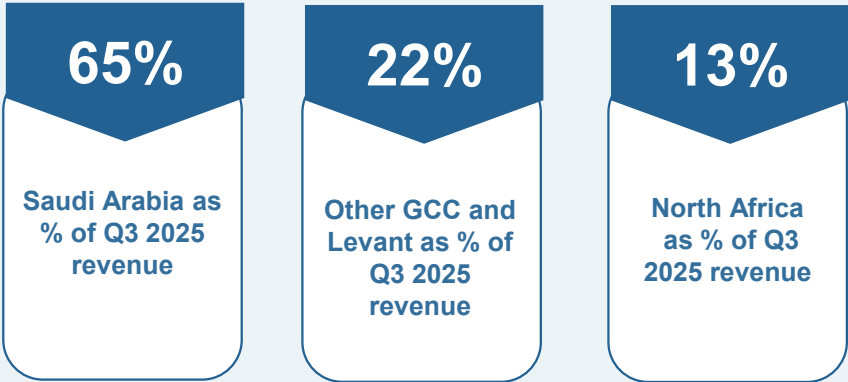 65%
Saudi Arabia as
% of Q3 2025
revenue
22%
Other GCC and
Levant as % of
Q3 2025
revenue
13%
North Africa
as % of Q3
2025 revenue